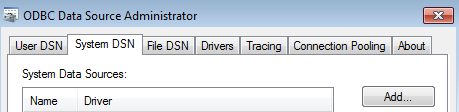 ODBC Data Source Administrator
User DSN System DSN File DSN Drivers Tracing Connection Pooling About
System Data Sources:
Name Driver Add...